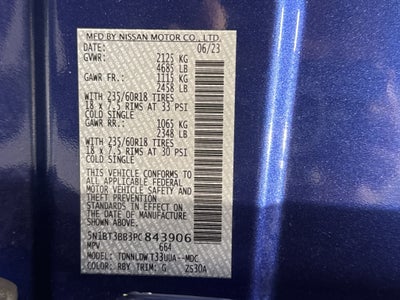 MFD BY NISSAN MOTOR CO., LTD.
DATE: 06/23
GVWR: 2125 KG
4685 LB
GAWR FR.: 1115 KG
2458 LB
WITH 235/60R18 TIRES
18 x 7.5 RIMS AT 33 PSI
COLD SINGLE
GAWR RR.: 1065 KG
2348 LB
WITH 235/60R18 TIRES
18 x 7.5 RIMS AT 30 PSI
COLD SINGLE
THIS VEHICLE CONFORMS TO
ALL APPLICABLE FEDERAL
MOTOR VEHICLE SAFETY AND
THEFT PREVENTION
STANDARDS IN EFFECT ON
THE DATE OF MANUFACTURE
SHOWN ABOVE.
5N1BT3BB3PC843906
MPV 664
MODEL:
COLOR: RBY TRIM: G 2S30A